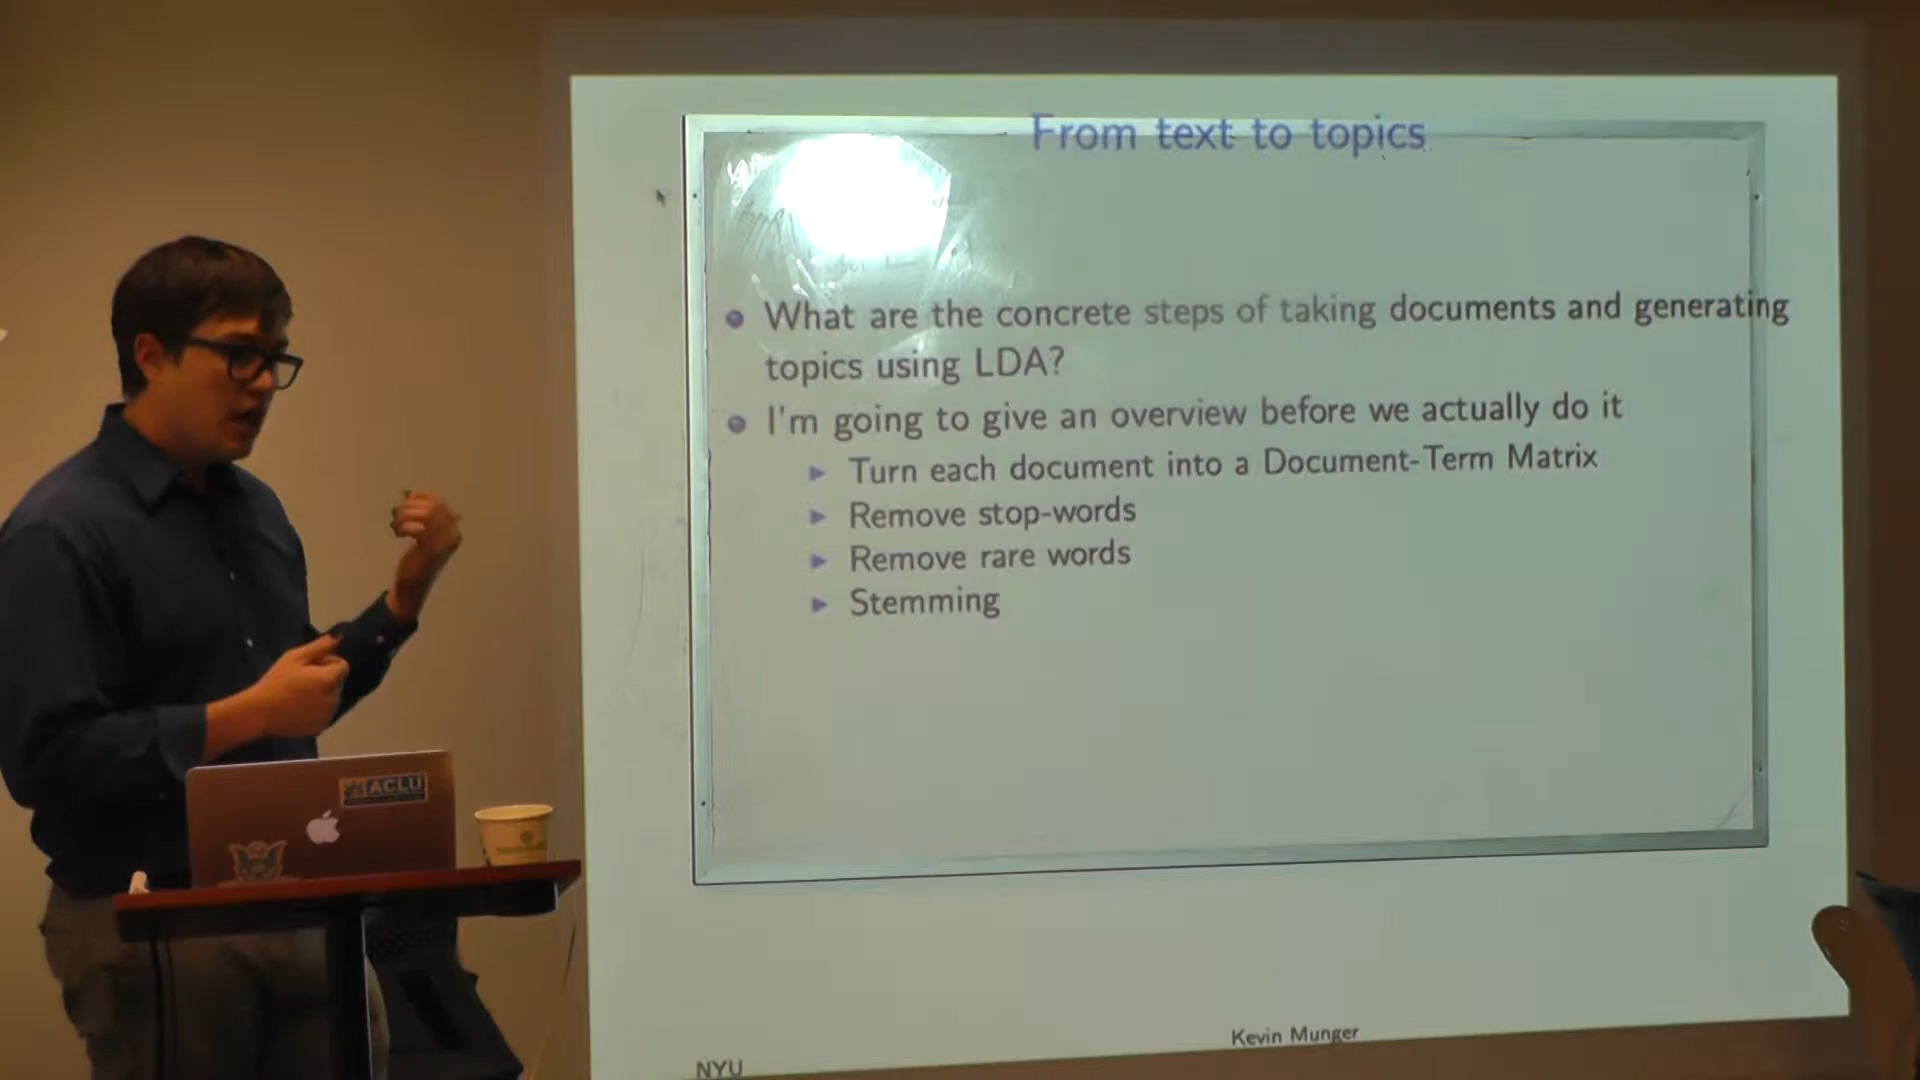 From text to topics
What are the concrete steps of taking documents and generating
topics using LDA?
I'm going to give an overview before we actually do it
Turn each document into a Document-Term Matrix
Remove stop-words
Remove rare words
Stemming
Kevin Munger
NYU
ACLU